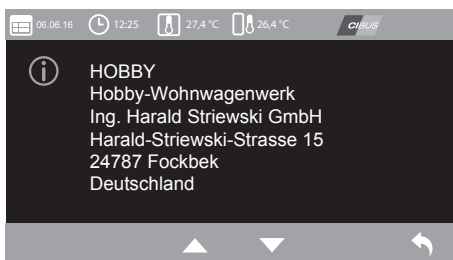 06.06.16 12:25 27,4 °C 26,4 °C CIBUS
HOBBY
Hobby-Wohnwagenwerk
Ing. Harald Striewski GmbH
Harald-Striewski-Strasse 15
24787 Fockbek
Deutschland